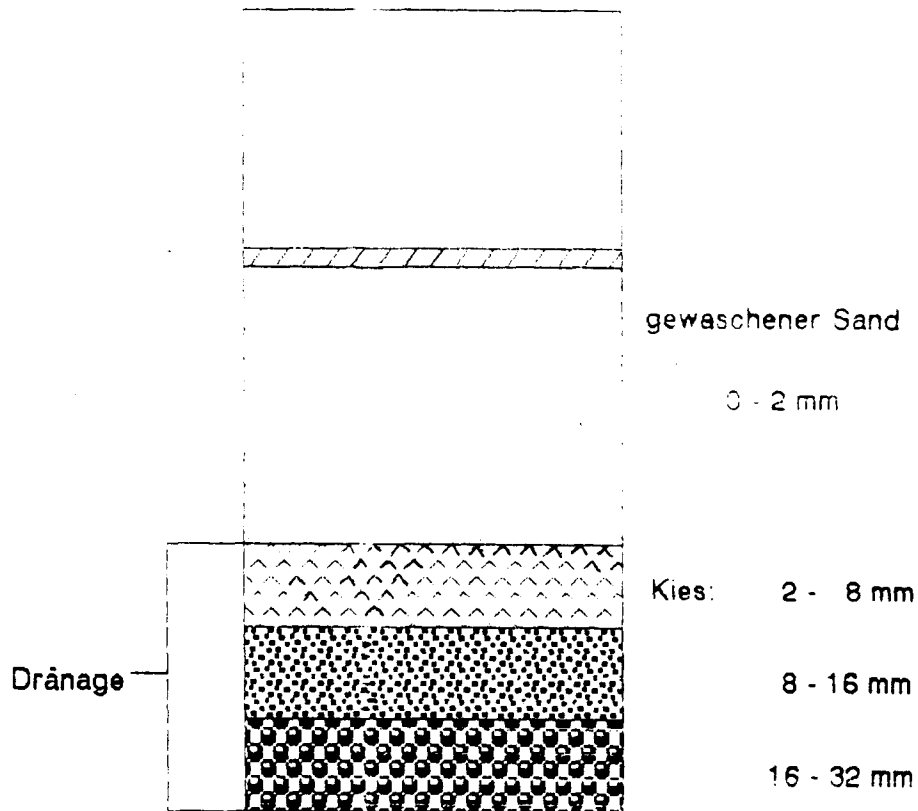 gewaschener Sand
0 - 2 mm
Kies: 2 - 8 mm
Dränage
8 - 16 mm
16 - 32 mm